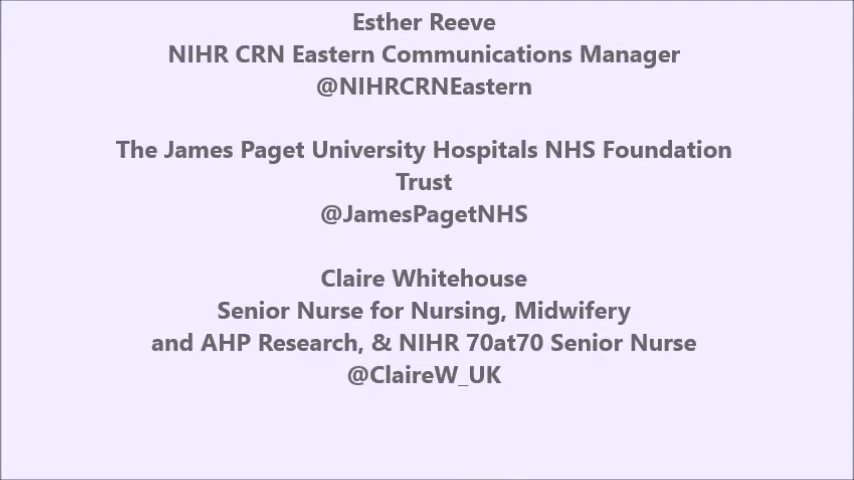 Esther Reeve
NIHR CRN Eastern Communications Manager
@NIHRCRNEastern
The James Paget University Hospitals NHS Foundation
Trust
@JamesPagetNHS
Claire Whitehouse
Senior Nurse for Nursing, Midwifery
and AHP Research, & NIHR 70at70 Senior Nurse
@ClaireW_UK